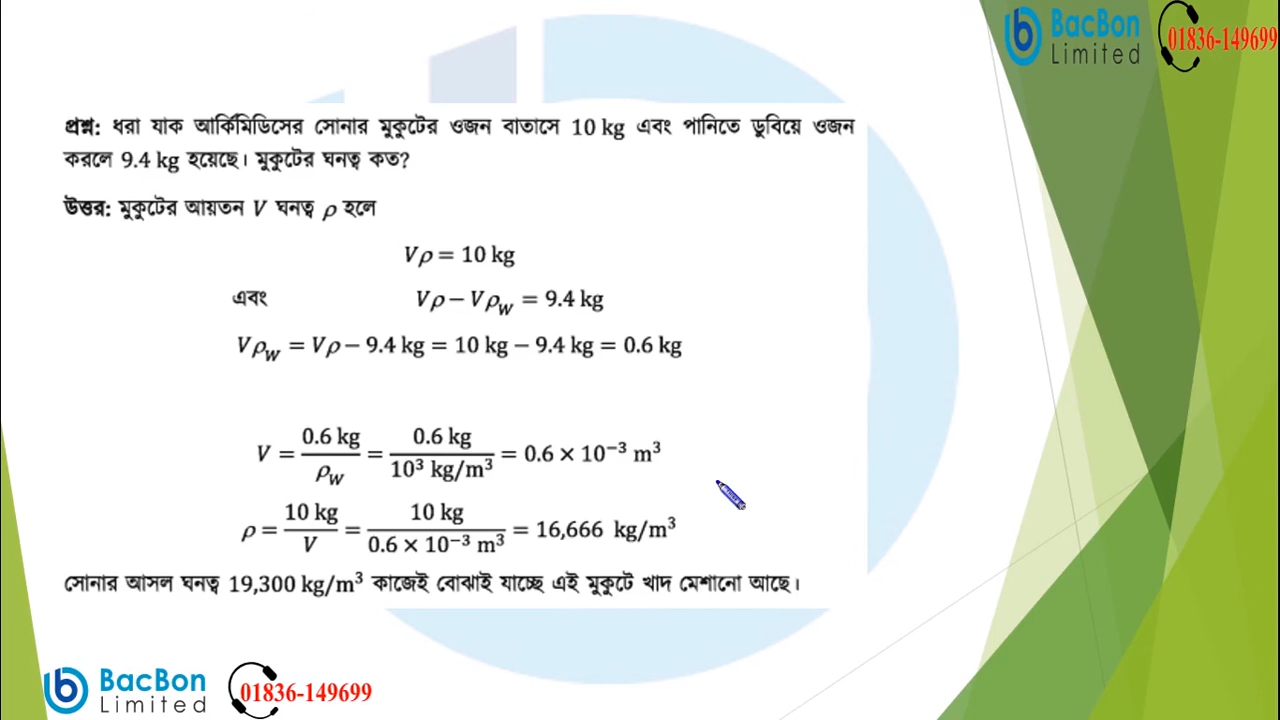 BacBon
Limited
01836-149699
প্রশ্ন: ধরা যাক আর্কিমিডিসের সোনার মুকুটের ওজন বাতাসে 10 kg এবং পানিতে ডুবিয়ে ওজন
করলে 9.4 kg হয়েছে। মুকুটের ঘনত্ব কত?
উত্তর: মুকুটের আয়তন V ঘনত্ব ρ হলে
Vρ = 10 kg
এবং Vρ − Vρ_W = 9.4 kg
Vρ_W = Vρ − 9.4 kg = 10 kg − 9.4 kg = 0.6 kg
V = 0.6 kg / ρ_W = 0.6 kg / 10³ kg/m³ = 0.6 × 10⁻³ m³
ρ = 10 kg / V = 10 kg / 0.6 × 10⁻³ m³ = 16,666 kg/m³
সোনার আসল ঘনত্ব 19,300 kg/m³ কাজেই বোঝাই যাচ্ছে এই মুকুটে খাদ মেশানো আছে।
BacBon
Limited
01836-149699